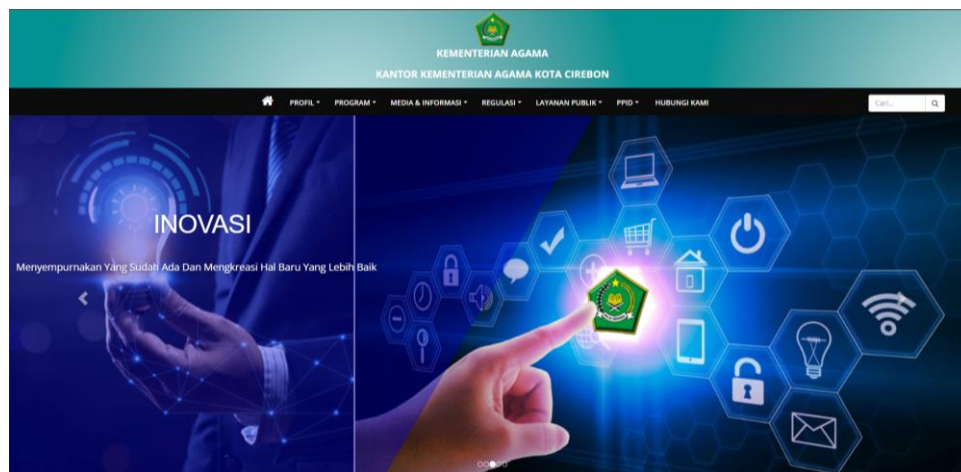 KEMENTERIAN AGAMA
KANTOR KEMENTERIAN AGAMA KOTA CIREBON
PROFIL PROGRAM MEDIA & INFORMASI REGULASI LAYANAN PUBLIK PPID HUBUNGI KAMI
Cari...
INOVASI
Menyempurnakan Yang Sudah Ada Dan Mengkreasi Hal Baru Yang Lebih Baik